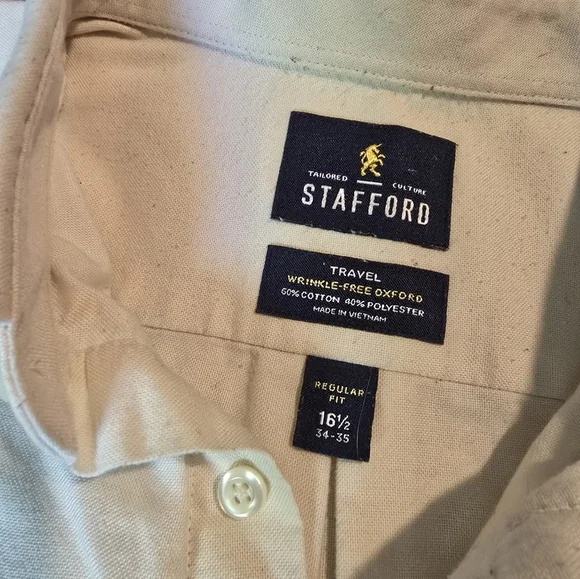 TAILORED CULTURE
STAFFORD
TRAVEL
WRINKLE-FREE OXFORD
60% COTTON 40% POLYESTER
MADE IN VIETNAM
REGULAR
FIT
16½
34-35